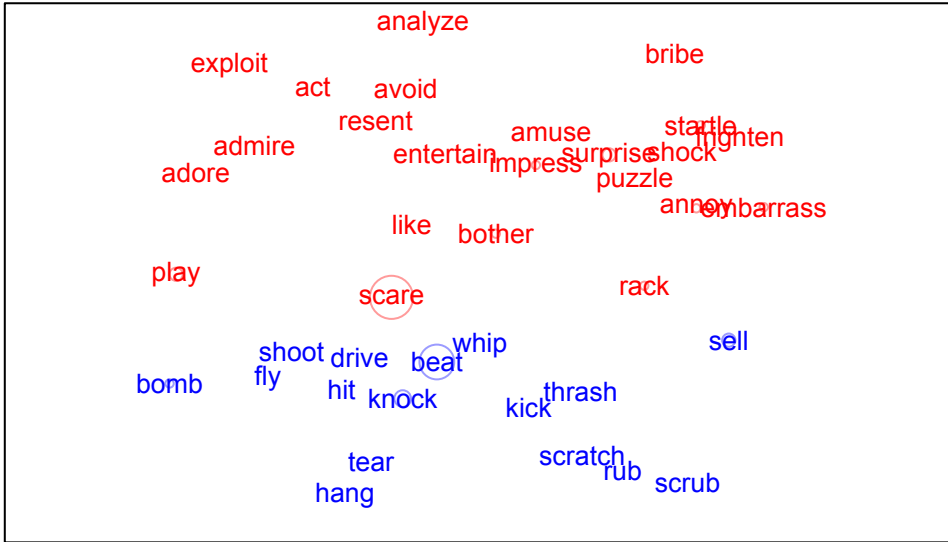 analyze
bribe
exploit
act
avoid
resent
startle
amuse
frighten
admire
entertain
impress
surprise
shock
adore
puzzle
annoy
embarrass
like
bother
play
rack
scare
whip
sell
shoot
drive
beat
fly
bomb
hit
knock
thrash
kick
tear
scratch
rub
scrub
hang